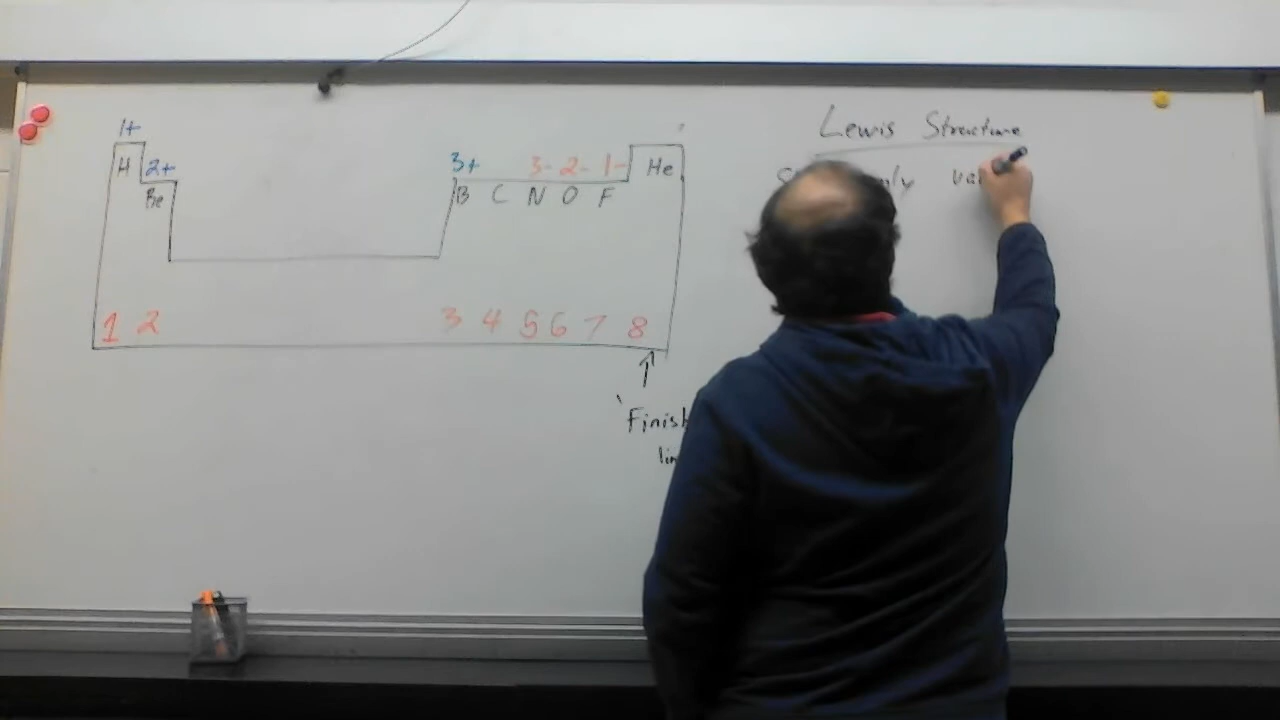 1+
H 2+ 3+ 3- 2- 1- He
Be B C N O F
1 2 3 4 5 6 7 8
Finish
Lewis Structure